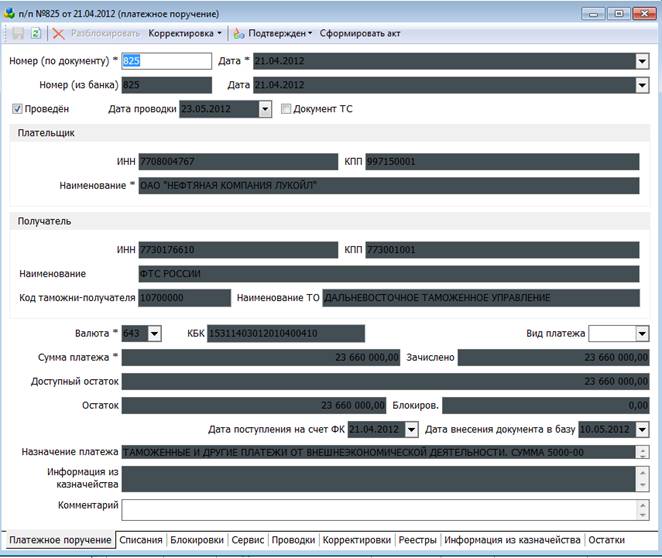 п/п №825 от 21.04.2012 (платежное поручение)
Разблокировать Корректировка Подтвержден Сформировать акт
Номер (по документу) * 825 Дата * 21.04.2012
Номер (из банка) 825 Дата 21.04.2012
Проведён Дата проводки 23.05.2012 Документ ТС
Плательщик
ИНН 7708004767 КПП 997150001
Наименование * ОАО "НЕФТЯНАЯ КОМПАНИЯ ЛУКОЙЛ"
Получатель
ИНН 7730176610 КПП 773001001
Наименование ФТС РОССИИ
Код таможни-получателя 10700000 Наименование ТО ДАЛЬНЕВОСТОЧНОЕ ТАМОЖЕННОЕ УПРАВЛЕНИЕ
Валюта * 643 КБК 15311403012010400410 Вид платежа
Сумма платежа * 23 660 000,00 Зачислено 23 660 000,00
Доступный остаток 23 660 000,00
Остаток 23 660 000,00 Блокиров. 0,00
Дата поступления на счет ФК 21.04.2012 Дата внесения документа в базу 10.05.2012
Назначение платежа ТАМОЖЕННЫЕ И ДРУГИЕ ПЛАТЕЖИ ОТ ВНЕШНЕЭКОНОМИЧЕСКОЙ ДЕЯТЕЛЬНОСТИ. СУММА 5000-00
Информация из
казначейства
Комментарий
Платежное поручение Списания Блокировки Сервис Проводки Корректировки Реестры Информация из казначейства Остатки